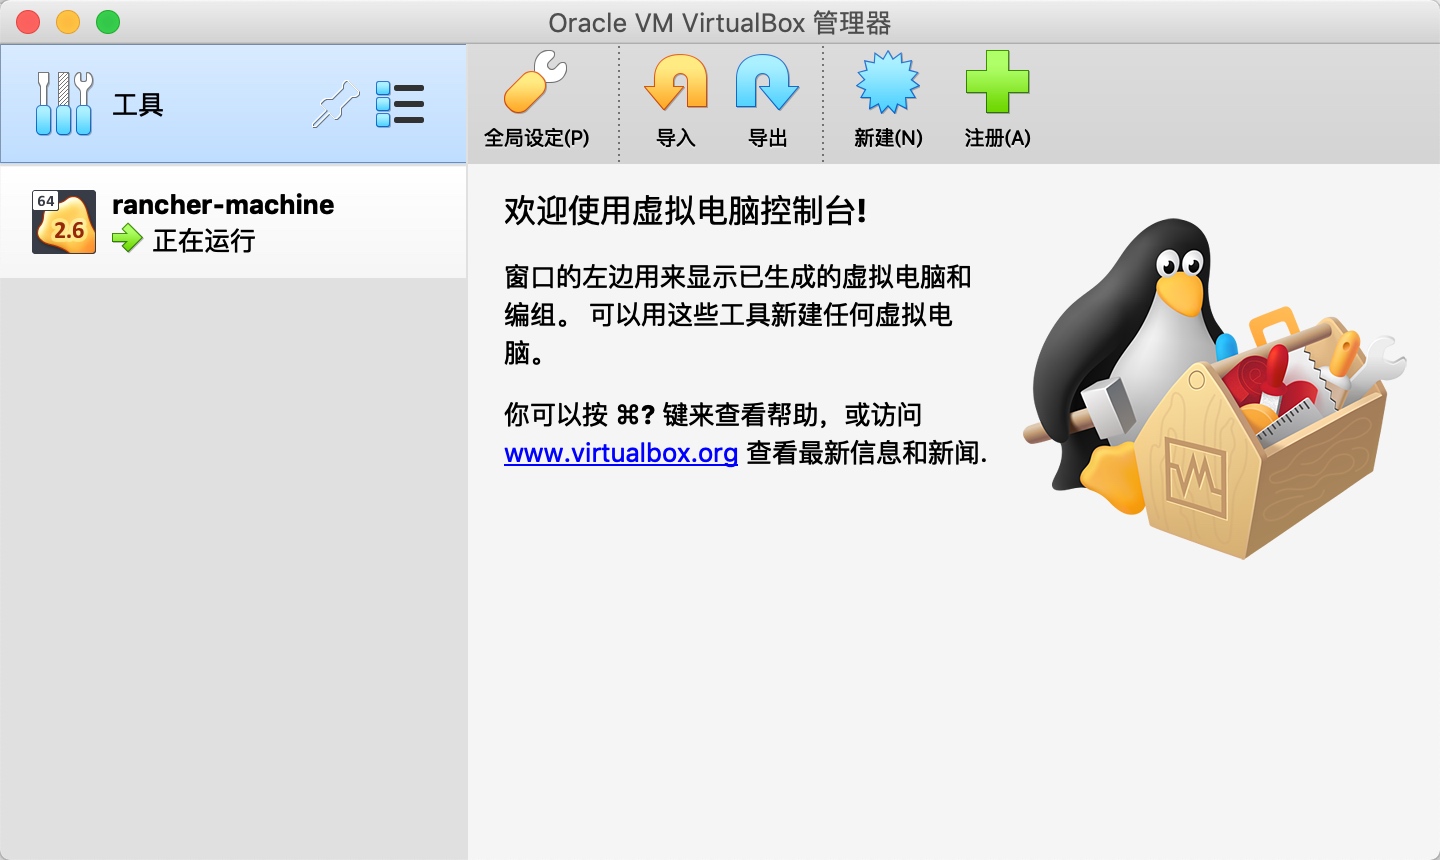 Oracle VM VirtualBox 管理器
工具
全局设定(P)
导入
导出
新建(N)
注册(A)
64
2.6
rancher-machine
正在运行
欢迎使用虚拟电脑控制台!
窗口的左边用来显示已生成的虚拟电脑和
编组。 可以用这些工具新建任何虚拟电
脑。
你可以按 ⌘? 键来查看帮助，或访问
www.virtualbox.org 查看最新信息和新闻.